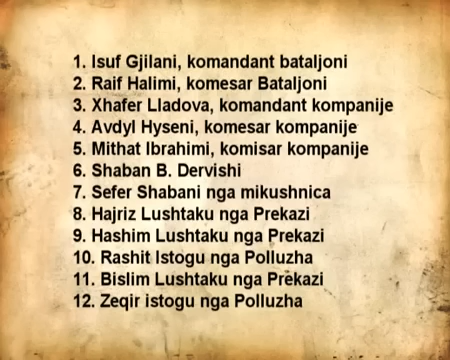 1. Isuf Gjilani, komandant bataljoni
2. Raif Halimi, komesar Bataljoni
3. Xhafer Lladova, komandant kompanije
4. Avdyl Hyseni, komesar kompanije
5. Mithat Ibrahimi, komisar kompanije
6. Shaban B. Dervishi
7. Sefer Shabani nga mikushnica
8. Hajriz Lushtaku nga Prekazi
9. Hashim Lushtaku nga Prekazi
10. Rashit Istogu nga Polluzha
11. Bislim Lushtaku nga Prekazi
12. Zeqir istogu nga Polluzha